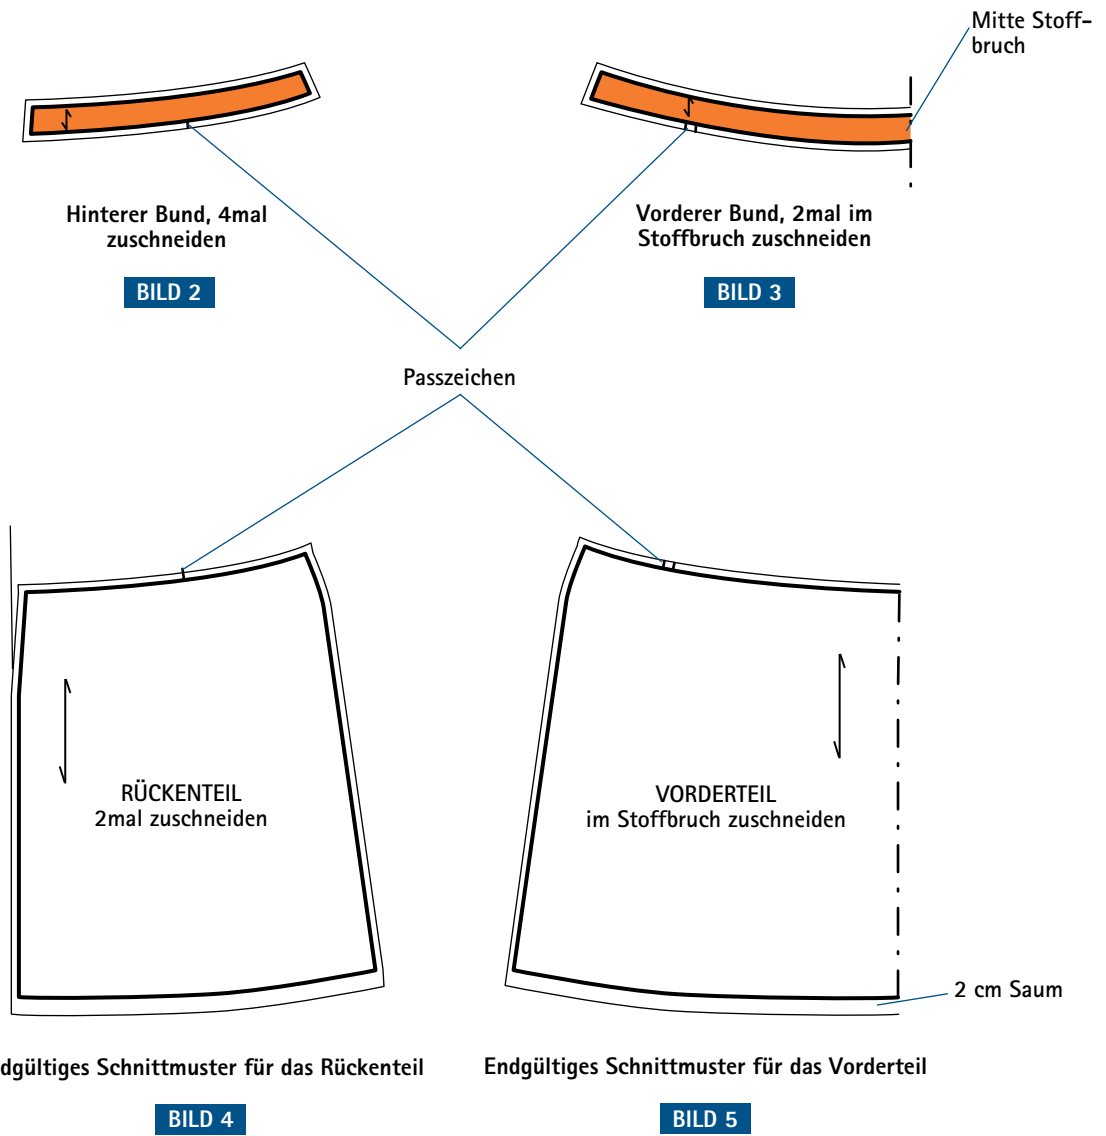 Mitte Stoff-
bruch
Hinterer Bund, 4mal
zuschneiden
BILD 2
Vorderer Bund, 2mal im
Stoffbruch zuschneiden
BILD 3
Passzeichen
RÜCKENTEIL
2mal zuschneiden
VORDERTEIL
im Stoffbruch zuschneiden
2 cm Saum
dgültiges Schnittmuster für das Rückenteil
BILD 4
Endgültiges Schnittmuster für das Vorderteil
BILD 5